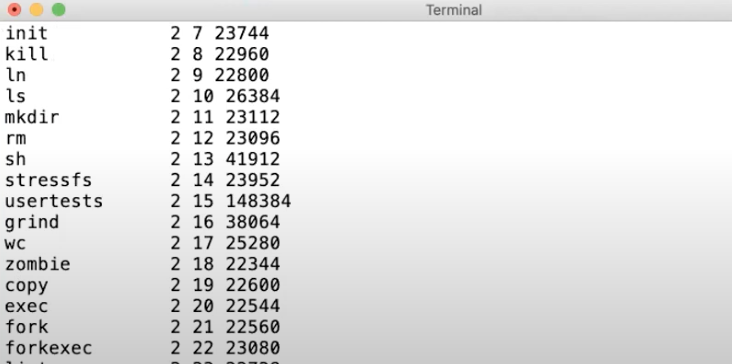 Terminal
init 2 7 23744
kill 2 8 22960
ln 2 9 22800
ls 2 10 26384
mkdir 2 11 23112
rm 2 12 23096
sh 2 13 41912
stressfs 2 14 23952
usertests 2 15 148384
grind 2 16 38064
wc 2 17 25280
zombie 2 18 22344
copy 2 19 22600
exec 2 20 22544
fork 2 21 22560
forkexec 2 22 23080